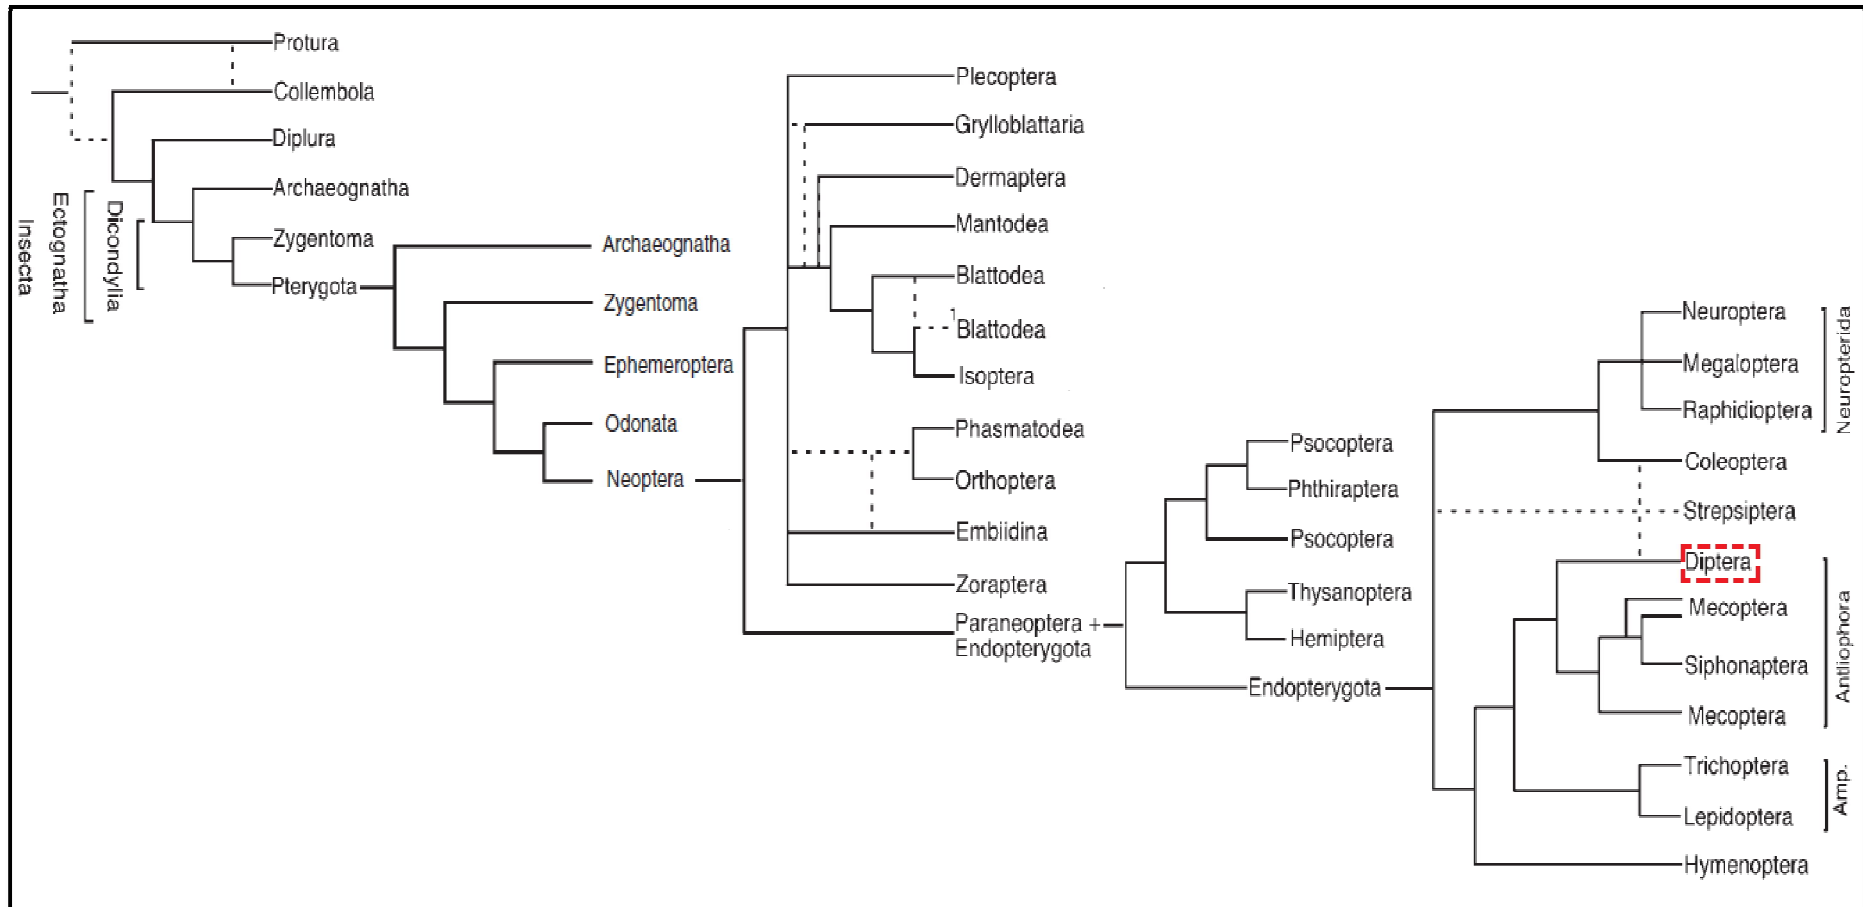 Protura
Collembola
Diplura
Archaeognatha
Zygentoma
Pterygota
Insecta
Ectognatha
Dicondylia
Archaeognatha
Zygentoma
Ephemeroptera
Odonata
Neoptera
Plecoptera
Grylloblattaria
Dermaptera
Mantodea
Blattodea
1
Blattodea
Isoptera
Phasmatodea
Orthoptera
Embiidina
Zoraptera
Paraneoptera +
Endopterygota
Psocoptera
Phthiraptera
Psocoptera
Thysanoptera
Hemiptera
Endopterygota
Neuroptera
Megaloptera
Raphidioptera
Neuropterida
Coleoptera
Strepsiptera
Diptera
Mecoptera
Siphonaptera
Mecoptera
Antliophora
Trichoptera
Lepidoptera
Amp.
Hymenoptera